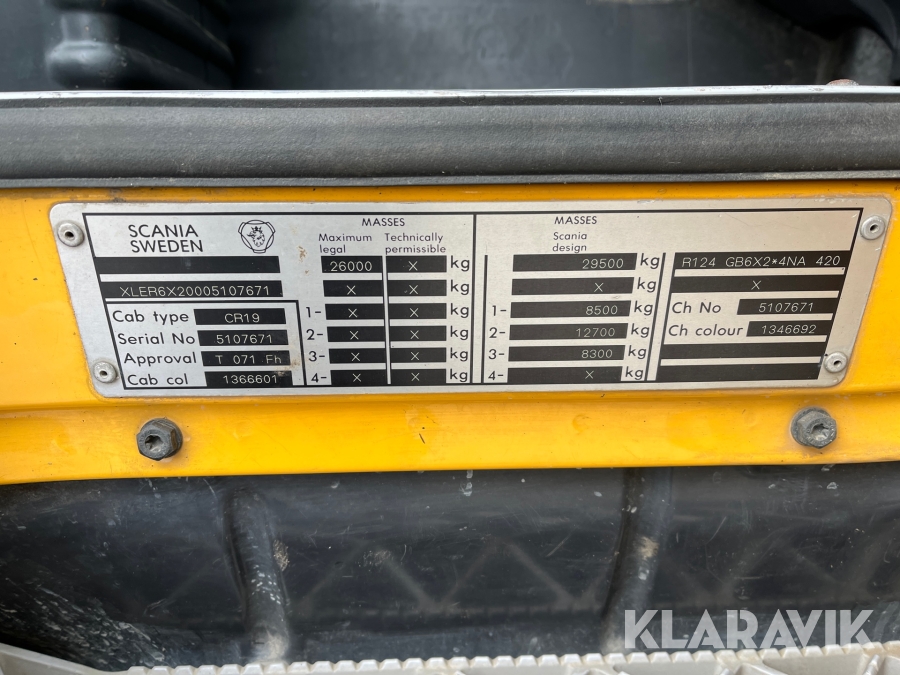 SCANIA
SWEDEN
XLER6X20005107671
Cab type CR19
Serial No 5107671
Approval T 071 Fh
Cab col 1366601
MASSES
Maximum legal Technically permissible
26000 X kg
X X kg
1- X X kg
2- X X kg
3- X X kg
4- X X kg
MASSES
Scania
design
29500 kg
X kg
1- 8500 kg
2- 12700 kg
3- 8300 kg
4- X kg
R124 GB6X2*4NA 420
X
Ch No 5107671
Ch colour 1346692
KLARAVIK